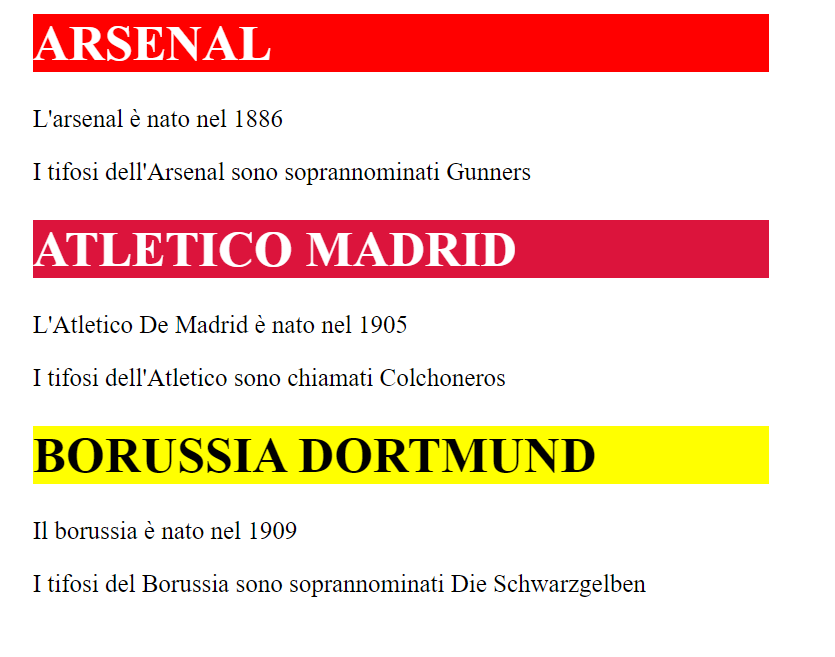 ARSENAL
L'arsenal è nato nel 1886
I tifosi dell'Arsenal sono soprannominati Gunners
ATLETICO MADRID
L'Atletico De Madrid è nato nel 1905
I tifosi dell'Atletico sono chiamati Colchoneros
BORUSSIA DORTMUND
Il borussia è nato nel 1909
I tifosi del Borussia sono soprannominati Die Schwarzgelben